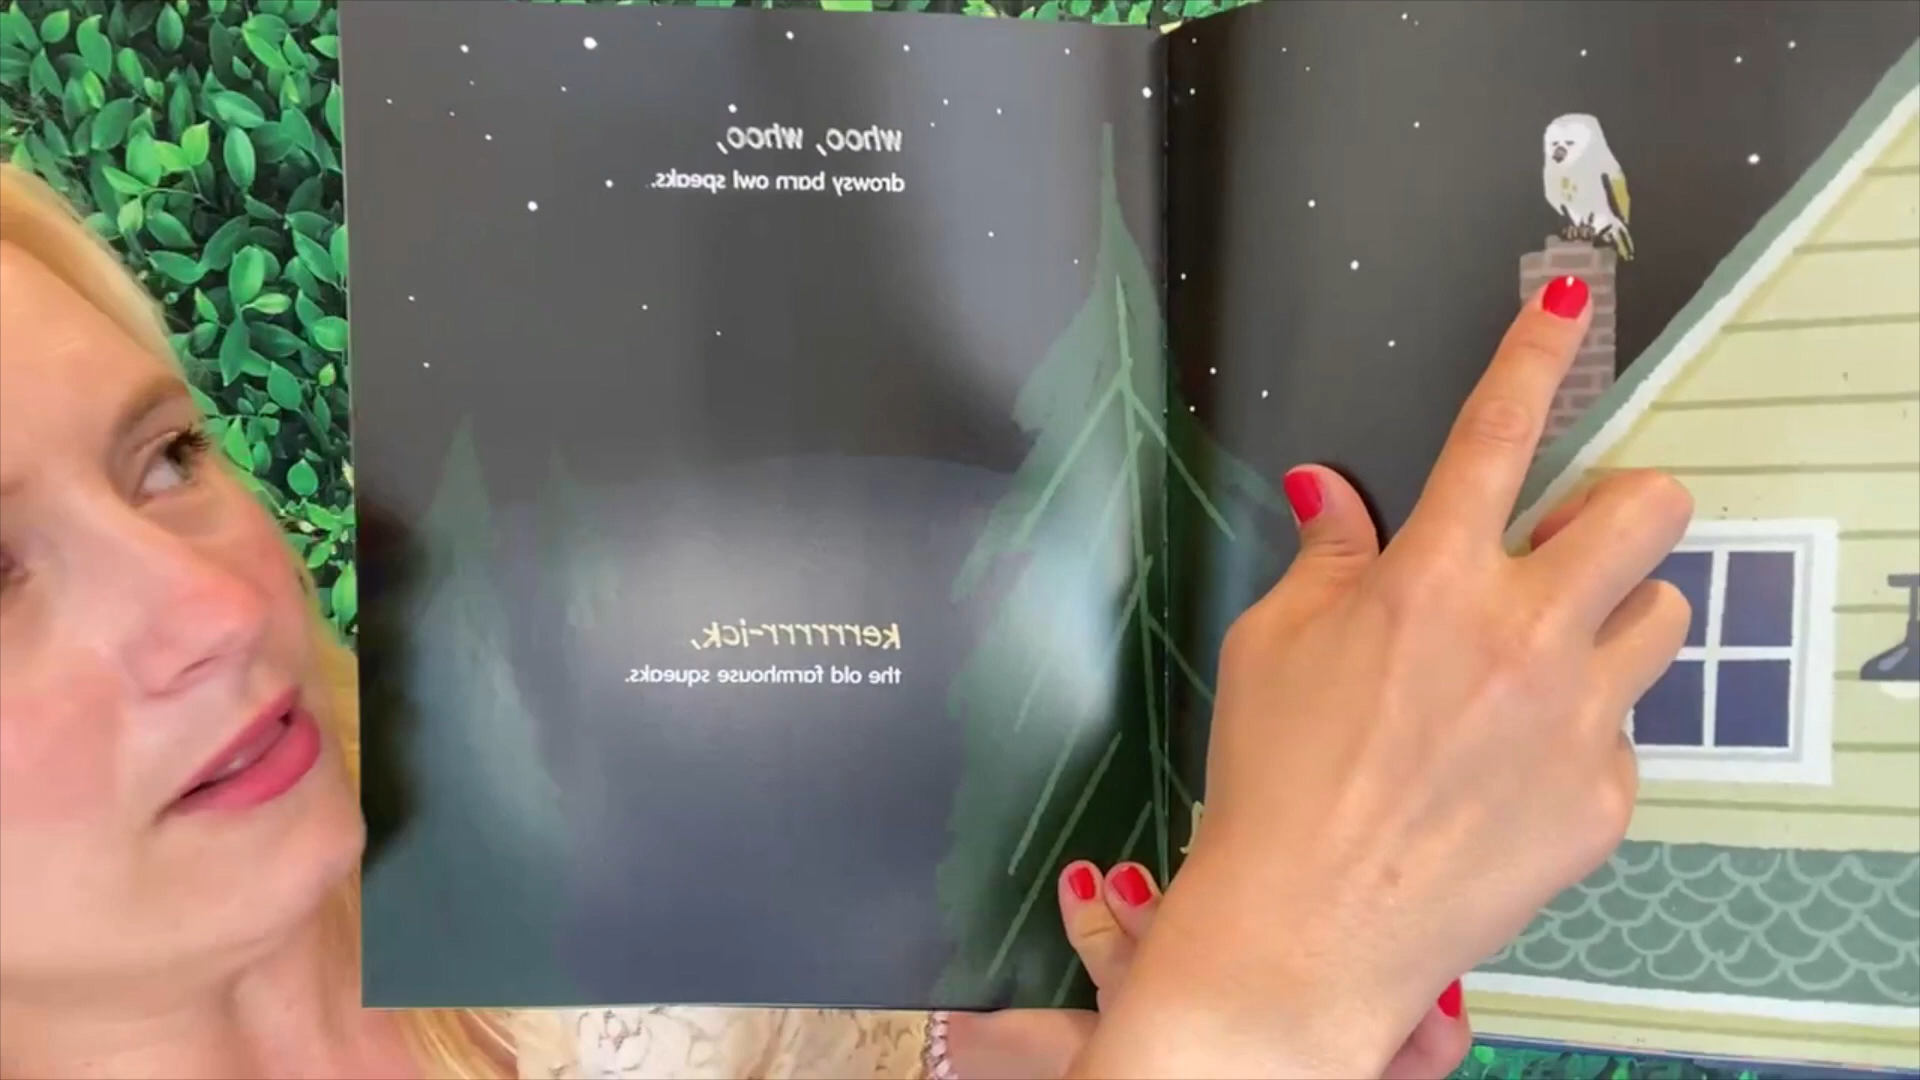 whoo, whoo,
drowsy barn owl speaks.
kerrrrrr-ick,
the old farmhouse squeaks.